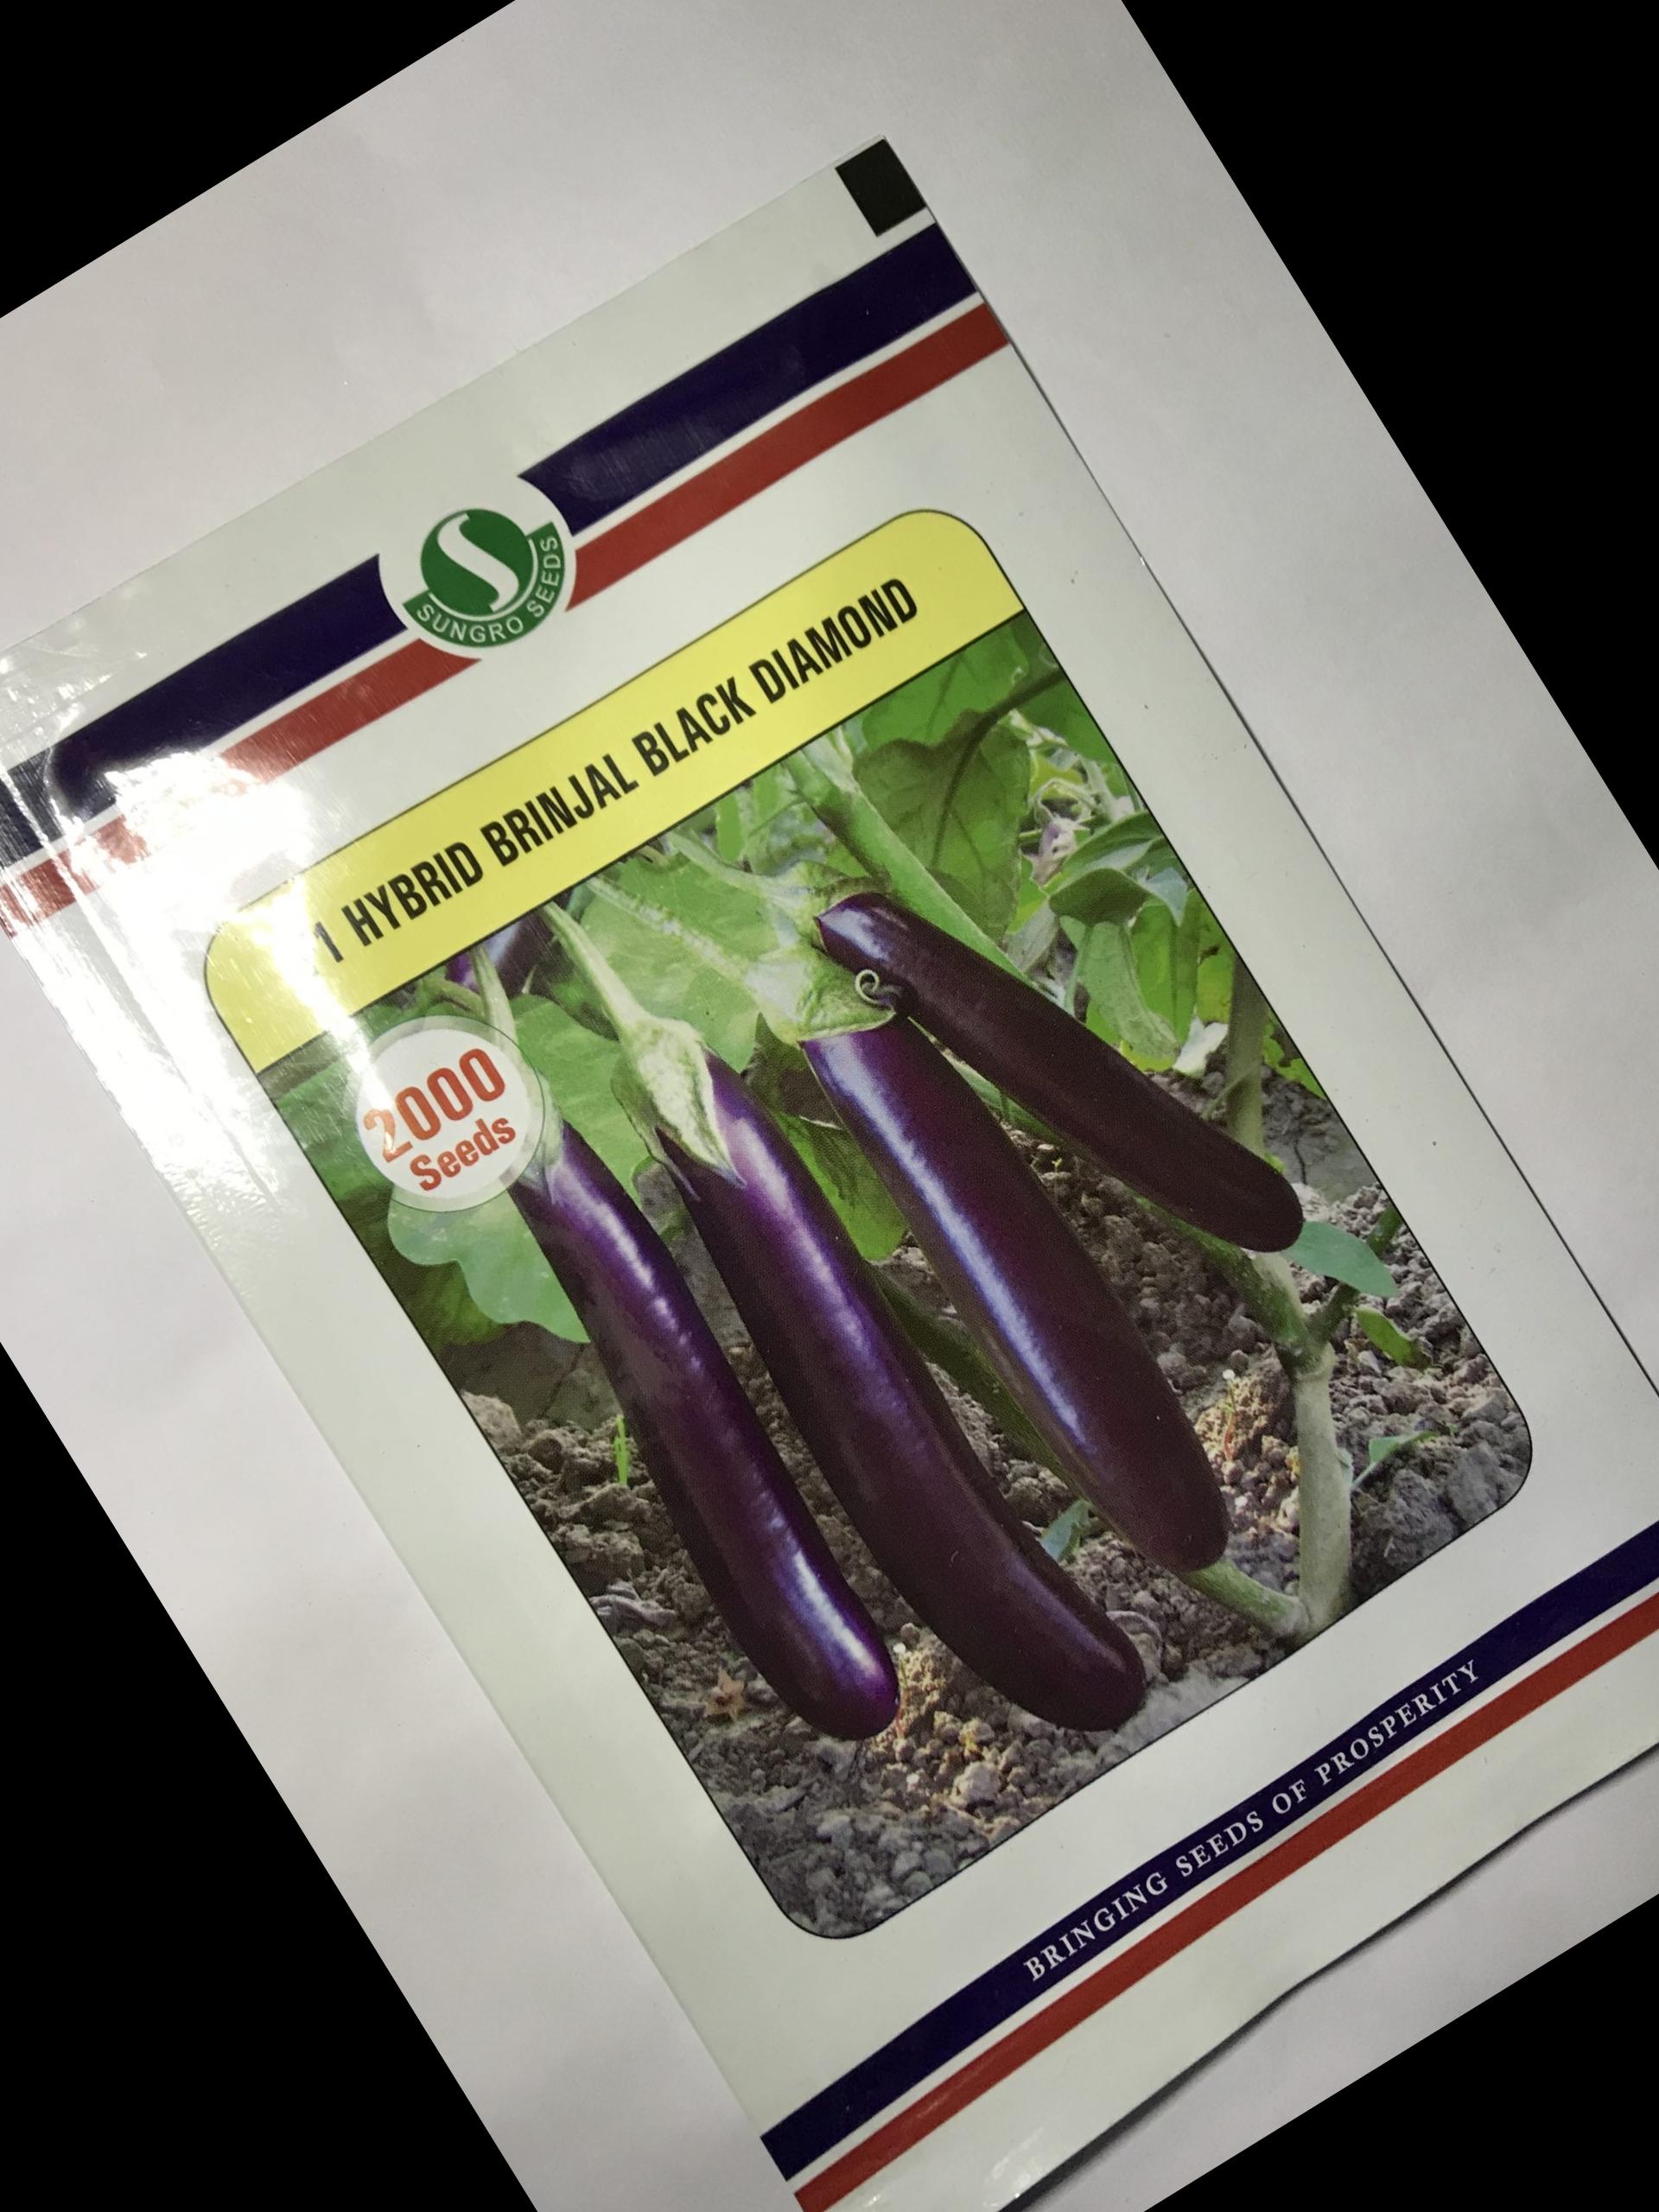 SUNGRO SEEDS
1 HYBRID BRINJAL BLACK DIAMOND
2000
Seeds
BRINGING SEEDS OF PROSPERITY